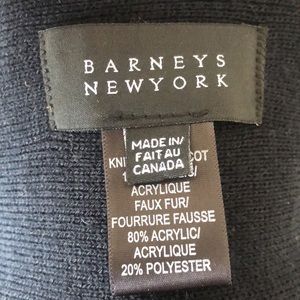 BARNEYS
NEWYORK
MADE IN/
FAIT AU
CANADA
ACRYLIQUE
FAUX FUR/
FOURRURE FAUSSE
80% ACRYLIC/
ACRYLIQUE
20% POLYESTER